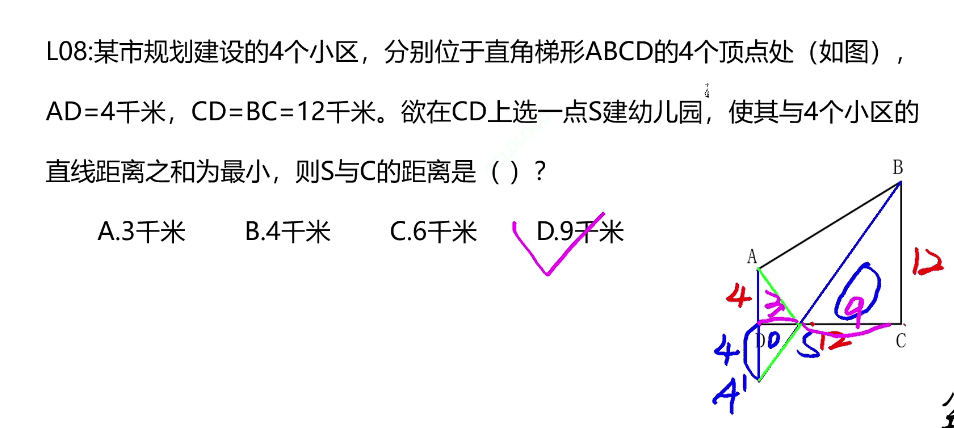 L08:某市规划建设的4个小区，分别位于直角梯形ABCD的4个顶点处（如图），
AD=4千米，CD=BC=12千米。欲在CD上选一点S建幼儿园，使其与4个小区的
直线距离之和为最小，则S与C的距离是（ ）？
A.3千米 B.4千米 C.6千米 D.9千米
B
A
12
4 3 9
D S 12 C
4
A'